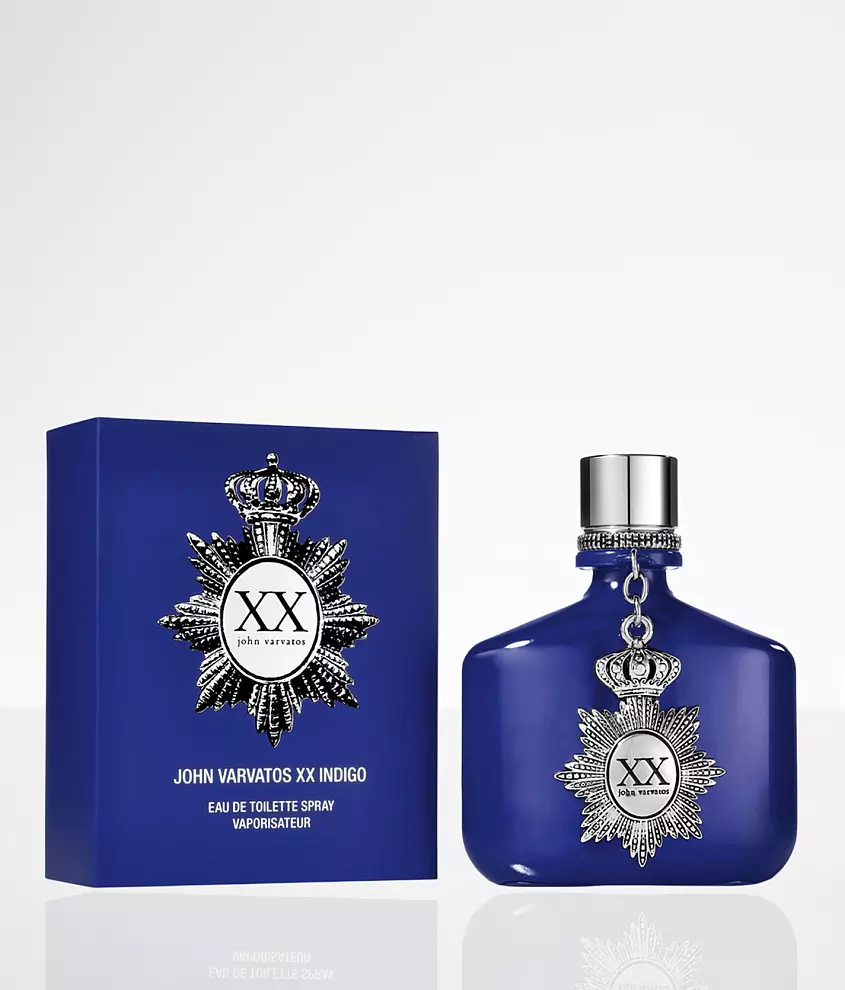 XX
john varvatos
JOHN VARVATOS XX INDIGO
EAU DE TOILETTE SPRAY
VAPORISATEUR
XX
john varvatos